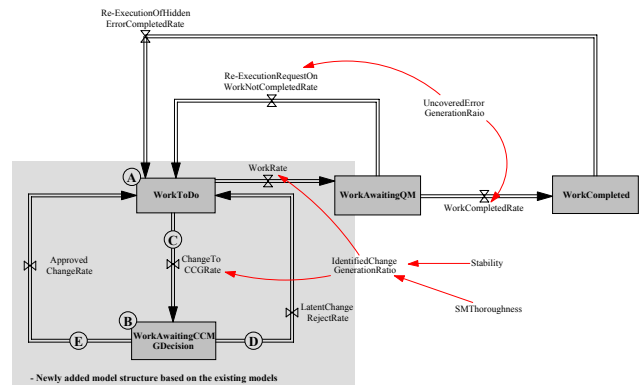 Re-ExecutionOfHidden
ErrorCompletedRate
Re-ExecutionRequestOn
WorkNotCompletedRate
UncoveredError
GenerationRaio
A
WorkRate
WorkToDo
WorkAwaitingQM
WorkCompleted
WorkCompletedRate
C
Approved
ChangeRate
ChangeTo
CCGRate
IdentifiedChange
GenerationRatio
Stability
SMThoroughness
LatentChange
RejectRate
B
WorkAwaitingCCM
GDecision
E
D
- Newly added model structure based on the existing models